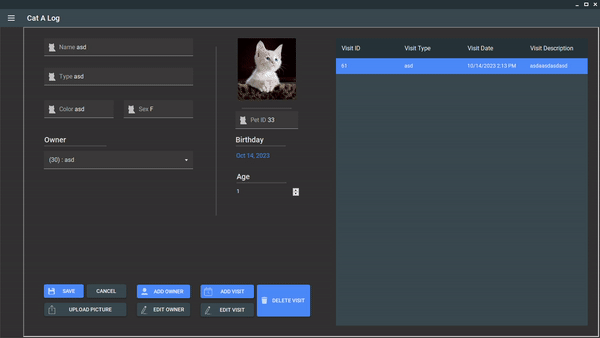 Cat A Log
Name asd
Type asd
Color asd
Sex F
Owner
(30) : asd
Pet ID 33
Birthday
Oct 14, 2023
Age
1
Visit ID Visit Type Visit Date Visit Description
61 asd 10/14/2023 2:13 PM asdaasdasdasd
SAVE CANCEL ADD OWNER ADD VISIT
DELETE VISIT
UPLOAD PICTURE EDIT OWNER EDIT VISIT